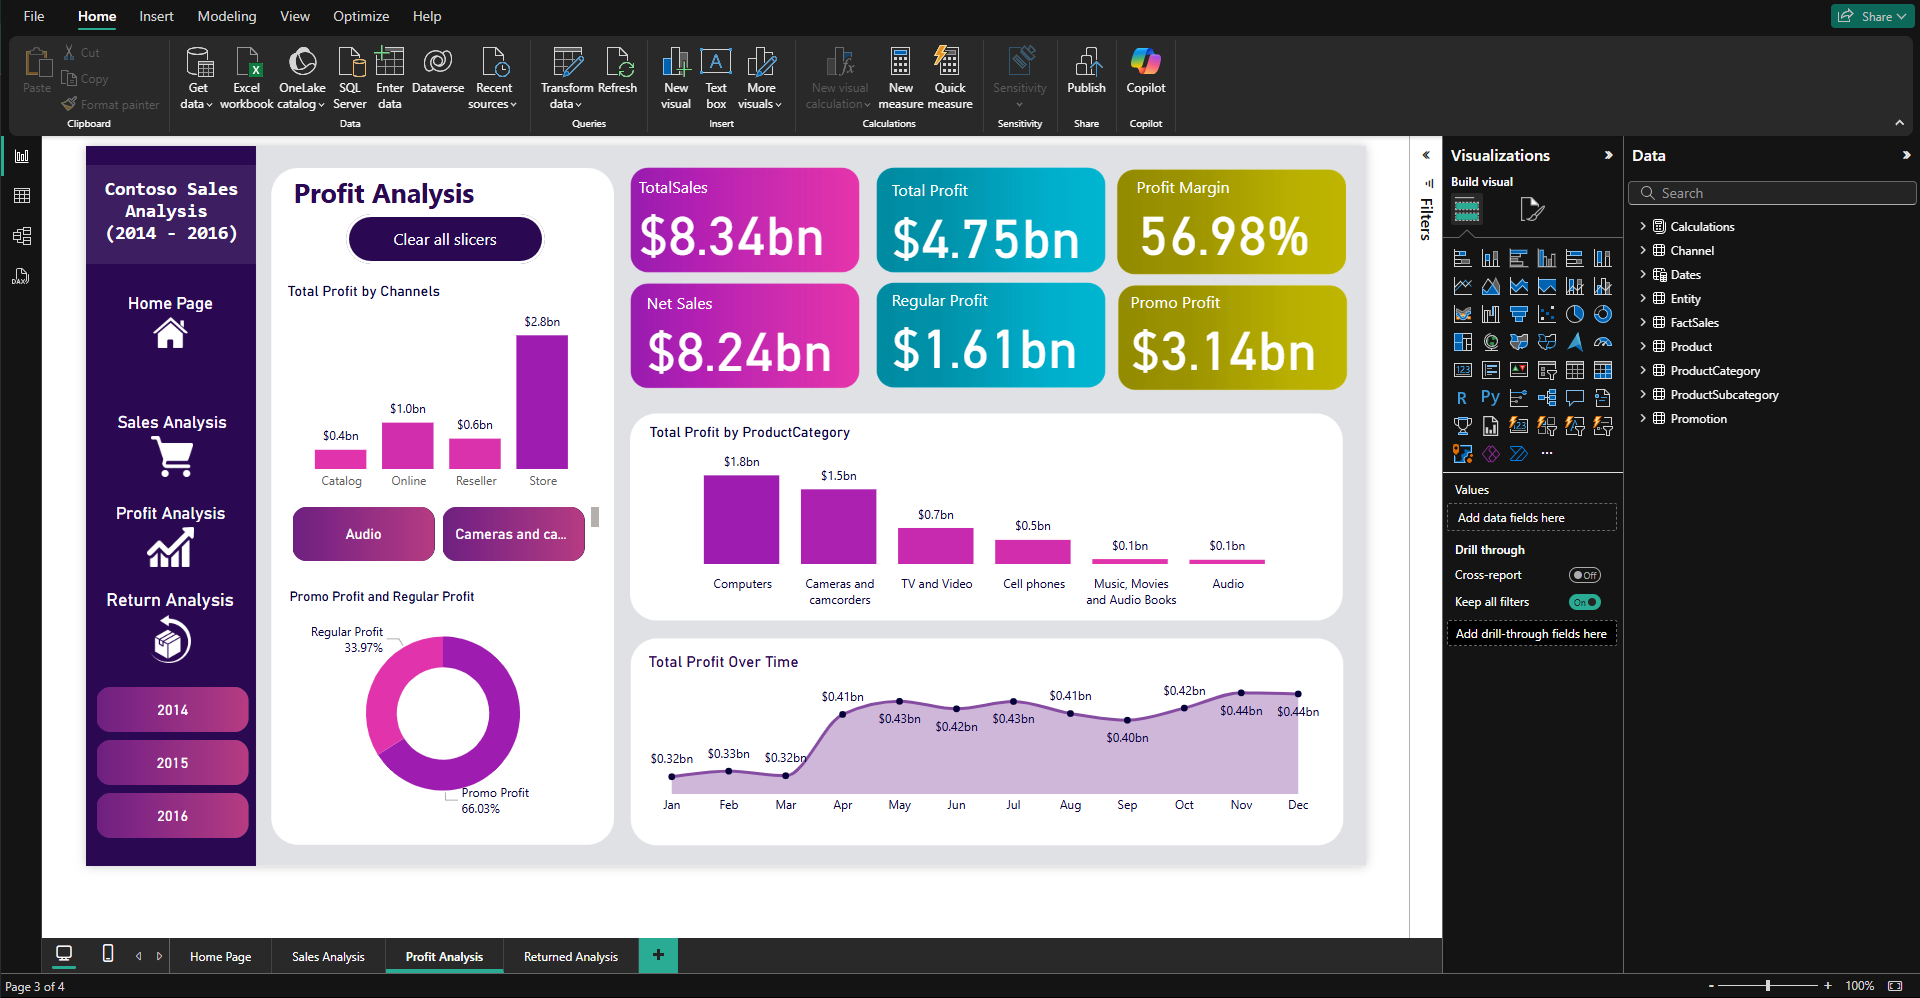 File
Home
Insert
Modeling
View
Optimize
Help
Share
Paste
Cut
Copy
Format painter
Clipboard
Get
data
Excel
workbook
OneLake
catalog
SQL
Server
Enter
data
Dataverse
Recent
sources
Data
Transform
data
Refresh
Queries
New
visual
Text
box
More
visuals
Insert
New visual
calculation
New
measure
Quick
measure
Calculations
Sensitivity
Sensitivity
Publish
Share
Copilot
Copilot
Contoso Sales
Analysis
(2014 - 2016)
Home Page
Sales Analysis
Profit Analysis
Return Analysis
2014
2015
2016
Profit Analysis
Clear all slicers
Total Profit by Channels
$2.8bn
$1.0bn
$0.6bn
$0.4bn
Catalog
Online
Reseller
Store
Audio
Cameras and ca...
Promo Profit and Regular Profit
Regular Profit
33.97%
Promo Profit
66.03%
TotalSales
$8.34bn
Total Profit
$4.75bn
Profit Margin
56.98%
Net Sales
$8.24bn
Regular Profit
$1.61bn
Promo Profit
$3.14bn
Total Profit by ProductCategory
$1.8bn
$1.5bn
$0.7bn
$0.5bn
$0.1bn
$0.1bn
Computers
Cameras and
camcorders
TV and Video
Cell phones
Music, Movies
and Audio Books
Audio
Total Profit Over Time
$0.32bn
$0.33bn
$0.32bn
$0.41bn
$0.43bn
$0.42bn
$0.43bn
$0.41bn
$0.40bn
$0.42bn
$0.44bn
$0.44bn
Jan
Feb
Mar
Apr
May
Jun
Jul
Aug
Sep
Oct
Nov
Dec
Filters
Visualizations
Build visual
123
R
Py
123
Values
Add data fields here
Drill through
Cross-report
Off
Keep all filters
On
Add drill-through fields here
Data
Search
Calculations
Channel
Dates
Entity
FactSales
Product
ProductCategory
ProductSubcategory
Promotion
DAX
A
X
fx
Home Page
Sales Analysis
Profit Analysis
Returned Analysis
+
Page 3 of 4
- + 100%